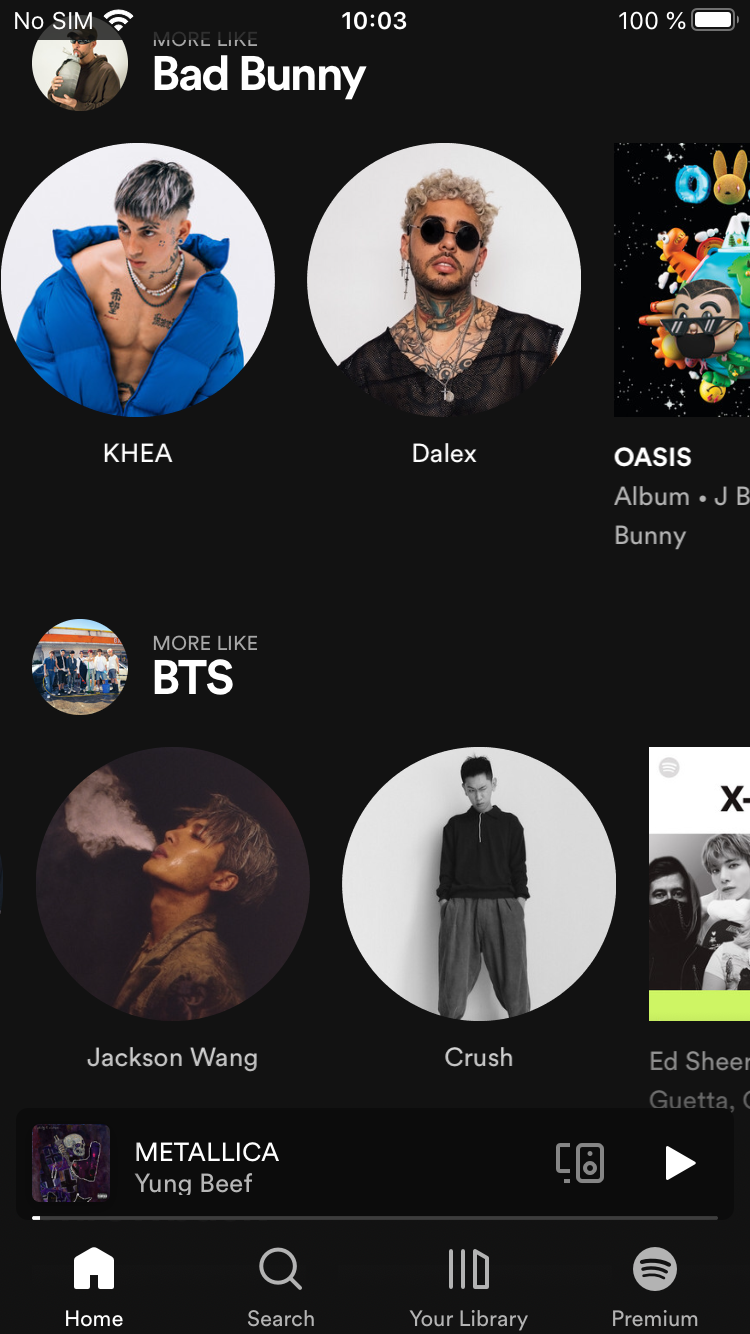 No SIM 10:03 100 %
MORE LIKE
Bad Bunny
KHEA
Dalex
OASIS
Album • J B
Bunny
MORE LIKE
BTS
X-
Jackson Wang
Crush
Ed Sheer
Guetta,
METALLICA
Yung Beef
Home
Search
Your Library
Premium